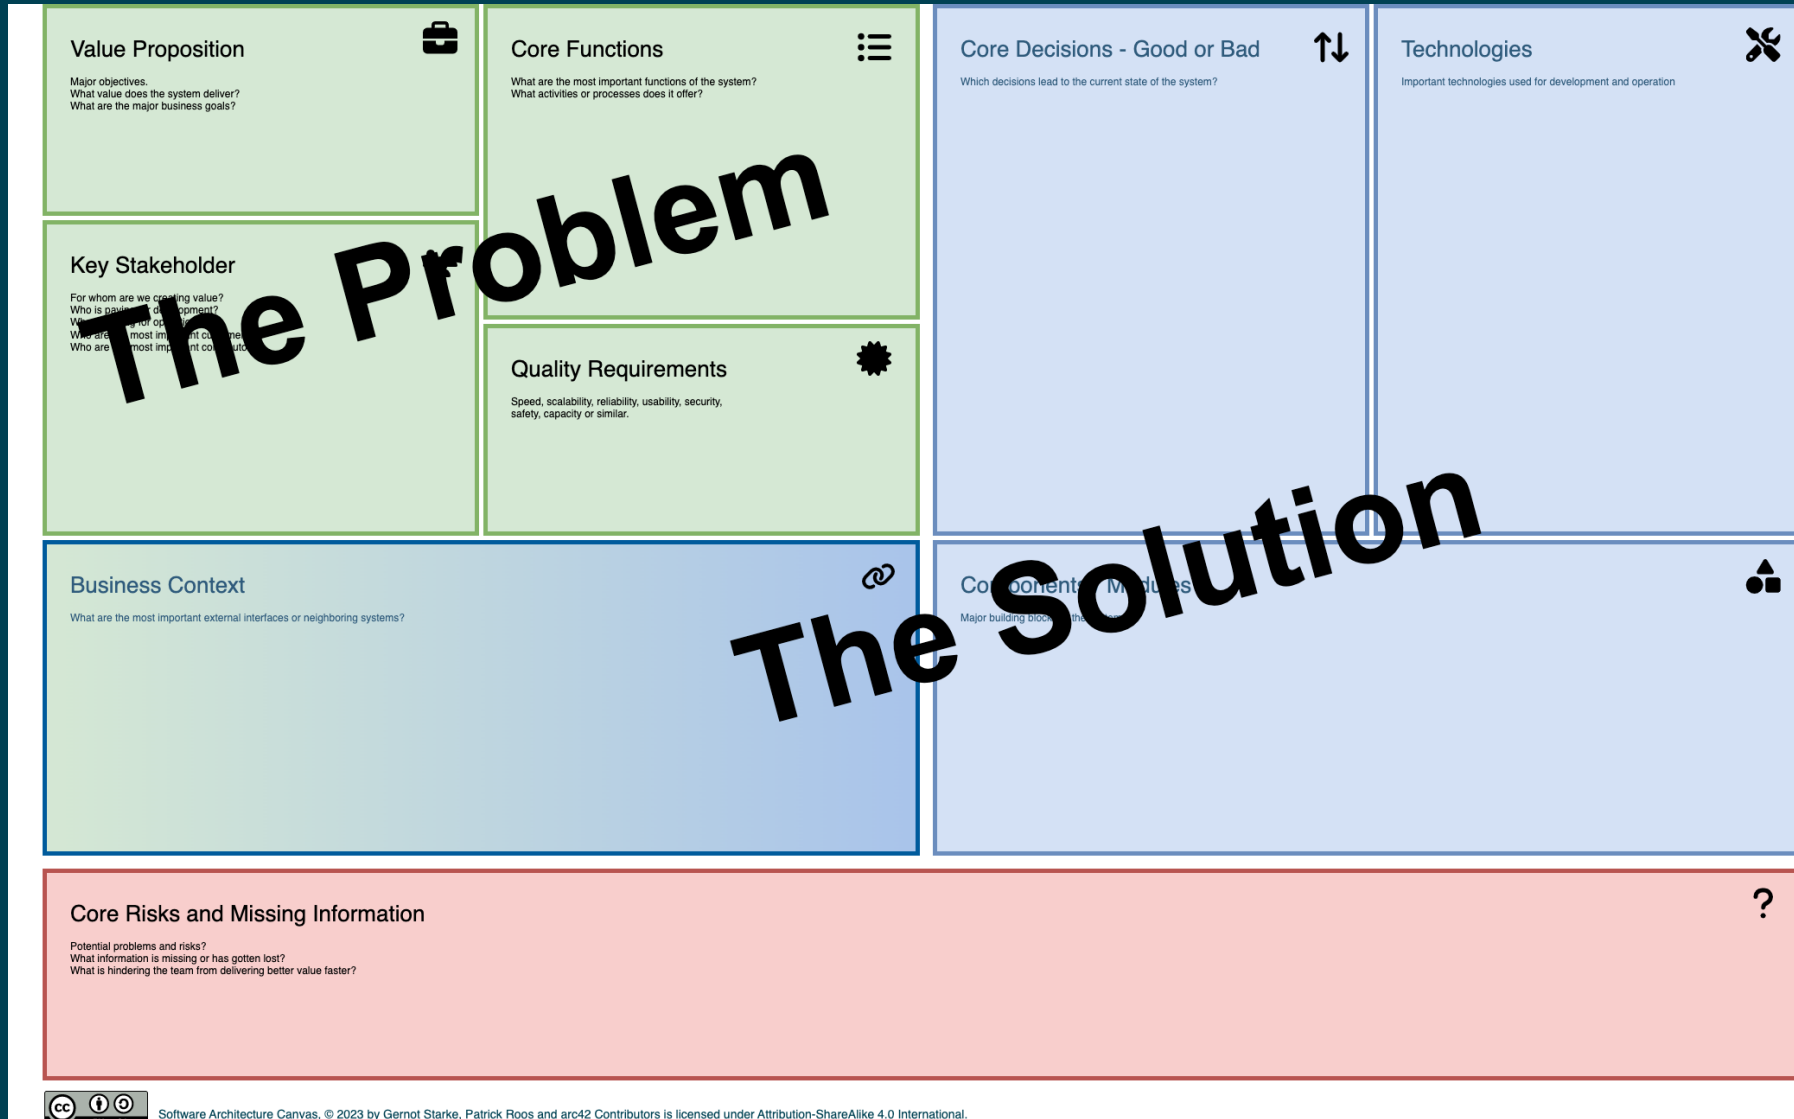 Value Proposition
Major objectives.
What value does the system deliver?
What are the major business goals?
Core Functions
What are the most important functions of the system?
What activities or processes does it offer?
Core Decisions - Good or Bad
Which decisions lead to the current state of the system?
Technologies
Important technologies used for development and operation
The Problem
Key Stakeholder
For whom are we creating value?
Who is
Who are most
Who are most
Quality Requirements
Speed, scalability, reliability, usability, security,
safety, capacity or similar.
Business Context
What are the most important external interfaces or neighboring systems?
The Solution
Components Modules
Major building
Core Risks and Missing Information
Potential problems and risks?
What information is missing or has gotten lost?
What is hindering the team from delivering better value faster?
?
cc
Software Architecture Canvas, © 2023 by Gernot Starke, Patrick Roos and arc42 Contributors is licensed under Attribution-ShareAlike 4.0 International.